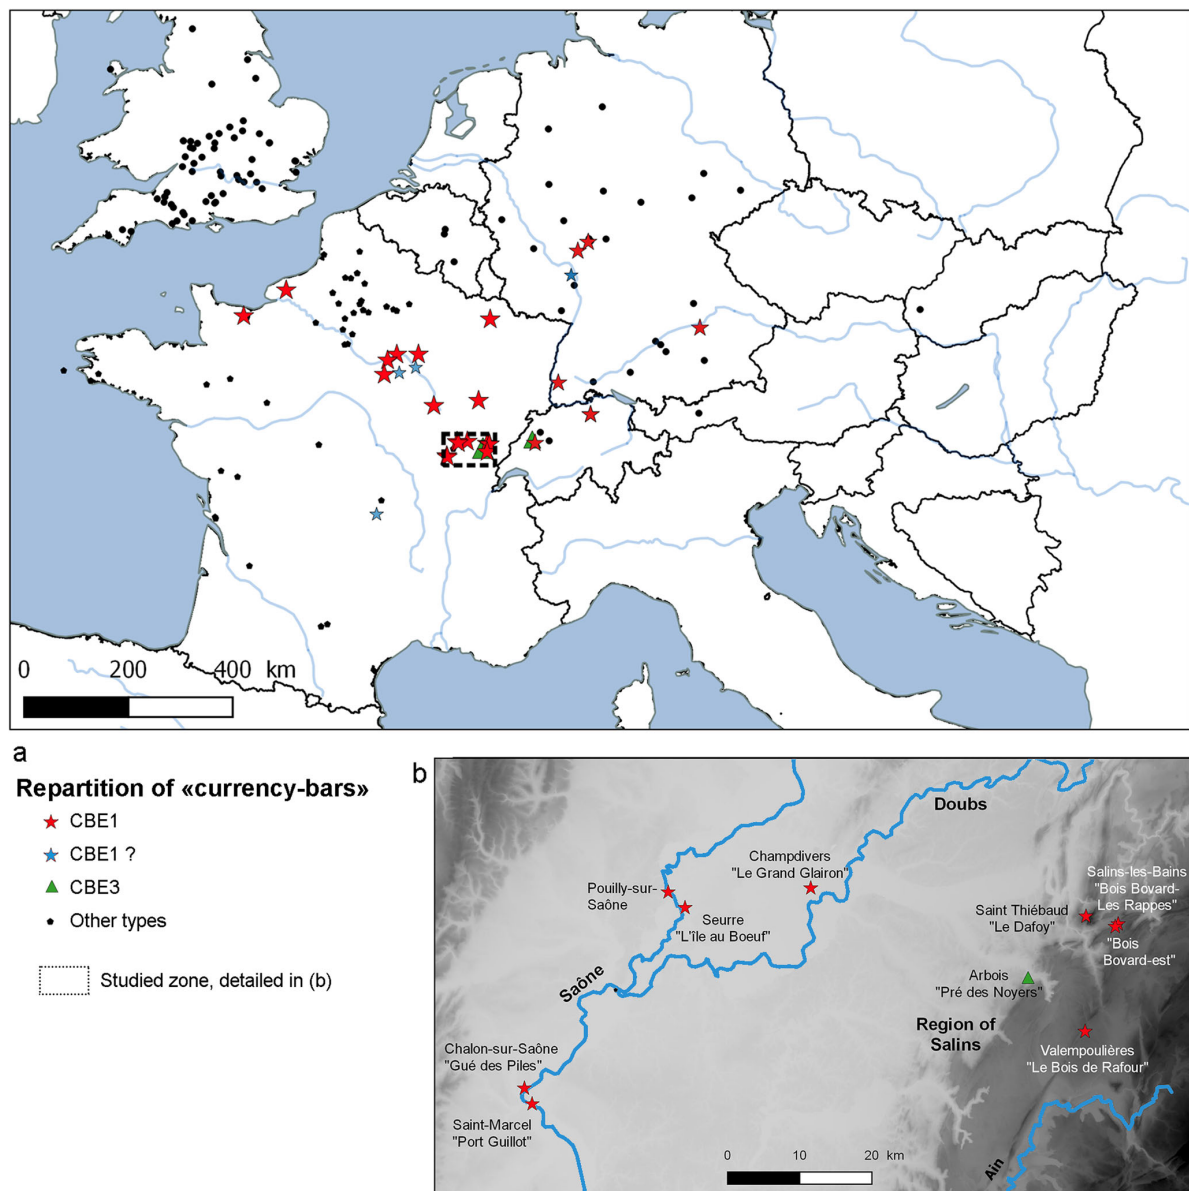 0 200 400 km
a
Repartition of «currency-bars»
CBE1
CBE1 ?
CBE3
Other types
Studied zone, detailed in (b)
b
Doubs
Champdivers
"Le Grand Glairon"
Pouilly-sur-
Saône
Seurre
"L'île au Boeuf"
Salins-les-Bains
"Bois Bovard-
Les Rappes"
Saint Thiébaud
"Le Dafoy"
"Bois
Bovard-est"
Saône
Arbois
"Pré des Noyers"
Region of
Salins
Chalon-sur-Saône
"Gué des Piles"
Valempoulières
"Le Bois de Rafour"
Saint-Marcel
"Port Guillot"
0 10 20 km
Ain